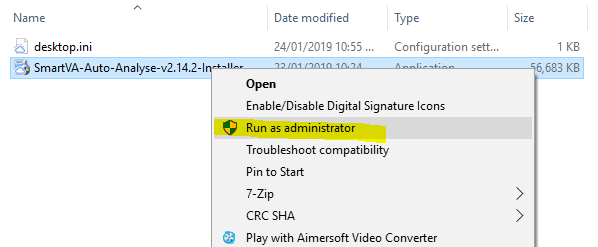 Name Date modified Type Size
desktop.ini 24/01/2019 10:55 ... Configuration sett... 1 KB
SmartVA-Auto-Analyse-v2.14.2-Installer 23/01/2019 10:24 Application 56,683 KB
Open
Enable/Disable Digital Signature Icons
Run as administrator
Troubleshoot compatibility
Pin to Start
7-Zip
CRC SHA
Play with Aimersoft Video Converter